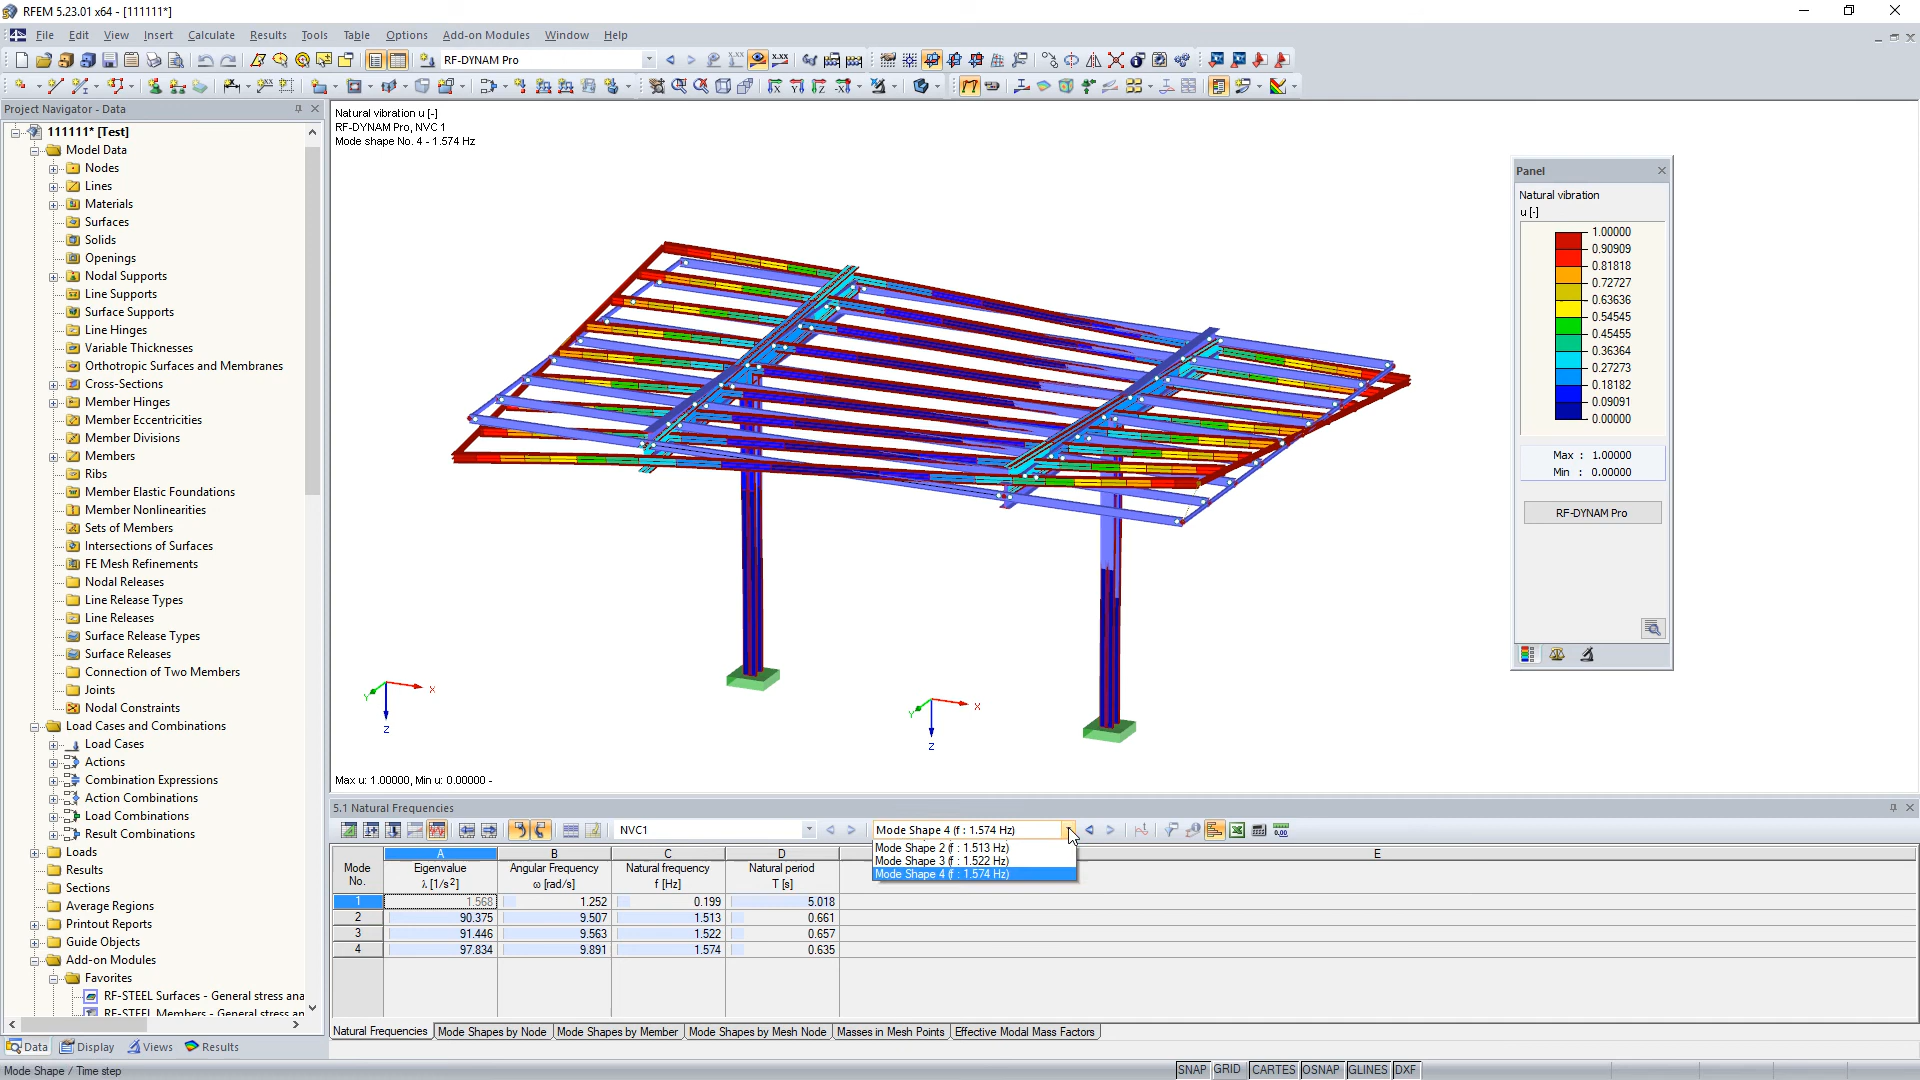 RFEM 5.23.01 x64 - [111111*]
File Edit View Insert Calculate Results Tools Table Options Add-on Modules Window Help
RF-DYNAM Pro
Project Navigator - Data
111111* [Test]
Model Data
Nodes
Lines
Materials
Surfaces
Solids
Openings
Nodal Supports
Line Supports
Surface Supports
Line Hinges
Variable Thicknesses
Orthotropic Surfaces and Membranes
Cross-Sections
Member Hinges
Member Eccentricities
Member Divisions
Members
Ribs
Member Elastic Foundations
Member Nonlinearities
Sets of Members
Intersections of Surfaces
FE Mesh Refinements
Nodal Releases
Line Release Types
Line Releases
Surface Release Types
Surface Releases
Connection of Two Members
Joints
Nodal Constraints
Load Cases and Combinations
Load Cases
Actions
Combination Expressions
Action Combinations
Load Combinations
Result Combinations
Loads
Results
Sections
Average Regions
Printout Reports
Guide Objects
Add-on Modules
Favorites
RF-STEEL Surfaces - General stress ana
RF-STEEL Members - General stress an
Data Display Views Results
Natural vibration u [-]
RF-DYNAM Pro, NVC 1
Mode shape No. 4 - 1.574 Hz
X
Y
Z
X
Y
Z
Max u: 1.00000, Min u: 0.00000 -
Panel
Natural vibration
u [-]
1.00000
0.90909
0.81818
0.72727
0.63636
0.54545
0.45455
0.36364
0.27273
0.18182
0.09091
0.00000
Max : 1.00000
Min : 0.00000
RF-DYNAM Pro
5.1 Natural Frequencies
NVC1
Mode Shape 4 (f : 1.574 Hz)
Mode Shape 2 (f : 1.513 Hz)
Mode Shape 3 (f : 1.522 Hz)
Mode Shape 4 (f : 1.574 Hz)
A B C D E
Mode No. Eigenvalue λ [1/s²] Angular Frequency ω [rad/s] Natural frequency f [Hz] Natural period T [s]
1 1.568 1.252 0.199 5.018
2 90.375 9.507 1.513 0.661
3 91.446 9.563 1.522 0.657
4 97.834 9.891 1.574 0.635
Natural Frequencies Mode Shapes by Node Mode Shapes by Member Mode Shapes by Mesh Node Masses in Mesh Points Effective Modal Mass Factors
Mode Shape / Time step
SNAP GRID CARTES OSNAP GLINES DXF